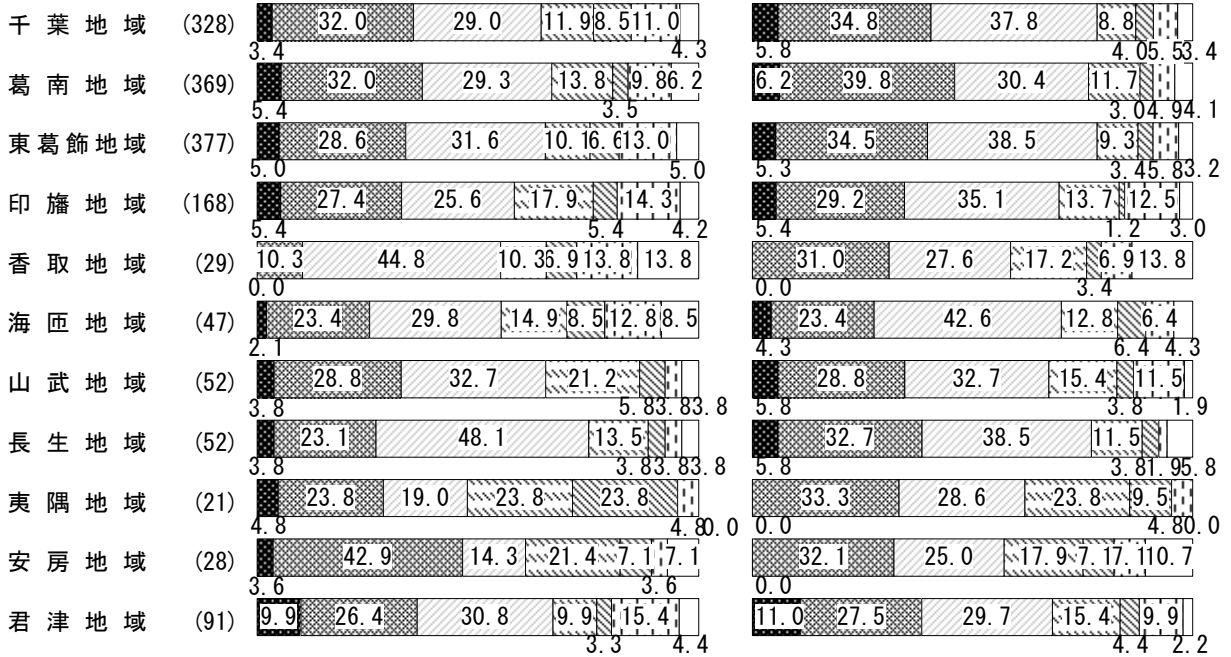 千葉地域 (328) 32.0 29.0 11.9 8.5 11.0 34.8 37.8 8.8
3.4 4.3 5.8 4.0 5.5 3.4
葛南地域 (369) 32.0 29.3 13.8 9.8 6.2 6.2 39.8 30.4 11.7
5.4 3.5 3.0 4.9 4.1
東葛飾地域 (377) 28.6 31.6 10.1 6.6 13.0 34.5 38.5 9.3
5.0 5.0 5.3 3.4 5.8 3.2
印旛地域 (168) 27.4 25.6 17.9 14.3 29.2 35.1 13.7 12.5
5.4 5.4 4.2 5.4 1.2 3.0
香取地域 (29) 10.3 44.8 10.3 6.9 13.8 13.8 31.0 27.6 17.2 6.9 13.8
0.0 0.0 3.4
海匝地域 (47) 23.4 29.8 14.9 8.5 12.8 8.5 23.4 42.6 12.8 6.4
2.1 4.3 6.4 4.3
山武地域 (52) 28.8 32.7 21.2 28.8 32.7 15.4 11.5
3.8 5.8 3.8 3.8 5.8 3.8 1.9
長生地域 (52) 23.1 48.1 13.5 32.7 38.5 11.5
3.8 3.8 3.8 3.8 5.8 3.8 1.9 5.8
夷隅地域 (21) 23.8 19.0 23.8 23.8 33.3 28.6 23.8 9.5
4.8 4.8 0.0 0.0 4.8 0.0
安房地域 (28) 42.9 14.3 21.4 7.1 7.1 32.1 25.0 17.9 7.1 7.1 10.7
3.6 3.6 0.0
君津地域 (91) 9.9 26.4 30.8 9.9 15.4 11.0 27.5 29.7 15.4 9.9
3.3 4.4 4.4 2.2